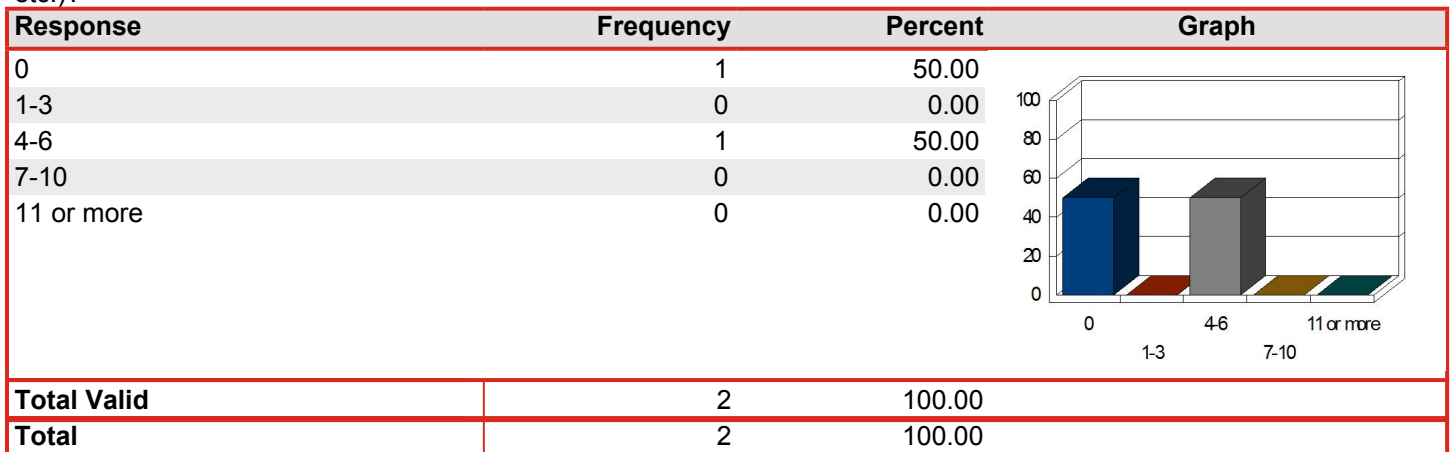 Response Frequency Percent Graph
0 1 50.00
1-3 0 0.00
4-6 1 50.00
7-10 0 0.00
11 or more 0 0.00
100
80
60
40
20
0
0 4-6 11 or more
1-3 7-10
Total Valid 2 100.00
Total 2 100.00